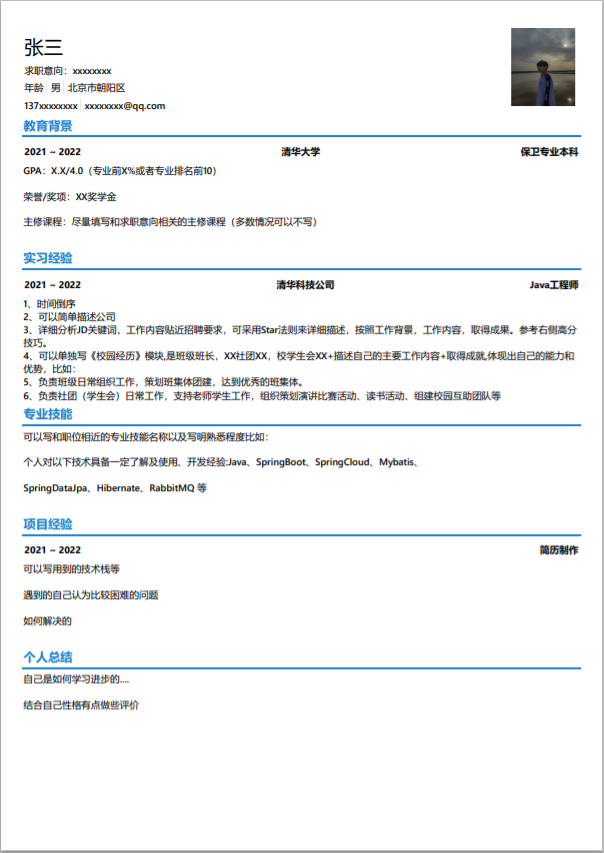 张三
求职意向：xxxxxxxx
年龄 男 北京市朝阳区
137xxxxxxxx xxxxxxxx@qq.com
教育背景
2021 ~ 2022 清华大学 保卫专业本科
GPA：X.X/4.0（专业前X%或者专业排名前10）
荣誉/奖项：XX奖学金
主修课程：尽量填写和求职意向相关的主修课程（多数情况可以不写）
实习经验
2021 ~ 2022 清华科技公司 Java工程师
1、时间倒序
2、可以简单描述公司
3、详细分析JD关键词，工作内容贴近招聘要求，可采用Star法则来详细描述，按照工作背景，工作内容，取得成果。参考右侧高分
技巧。
4、可以单独写《校园经历》模块,是班级班长，XX社团XX，校学生会XX+描述自己的主要工作内容+取得成就,体现出自己的能力和
优势，比如：
5、负责班级日常组织工作，策划班集体团建，达到优秀的班集体。
6、负责社团（学生会）日常工作，支持老师学生工作，组织策划演讲比赛活动、读书活动、组建校园互助团队等
专业技能
可以写和职位相近的专业技能名称以及写明熟悉程度比如：
个人对以下技术具备一定了解及使用、开发经验:Java、SpringBoot、SpringCloud、Mybatis、
SpringDataJpa、Hibernate、RabbitMQ 等
项目经验
2021 ~ 2022 简历制作
可以写用到的技术栈等
遇到的自己认为比较困难的问题
如何解决的
个人总结
自己是如何学习进步的....
结合自己性格有点做些评价